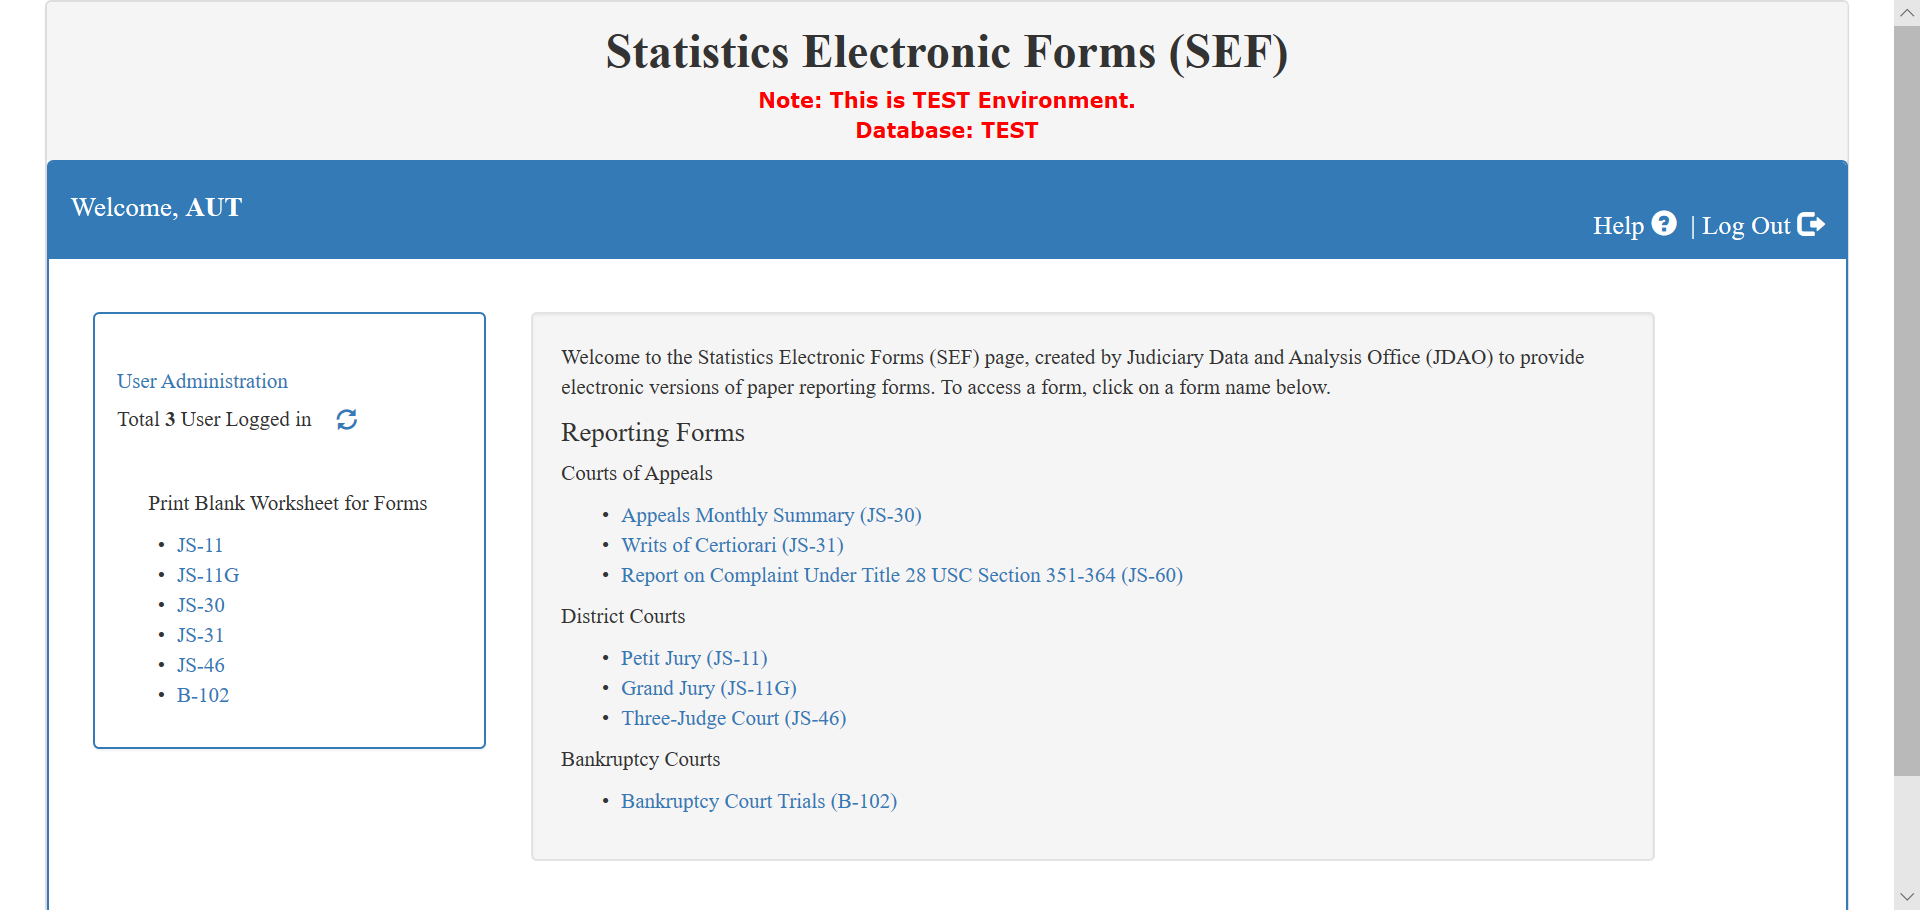 Statistics Electronic Forms (SEF)
Note: This is TEST Environment.
Database: TEST
Welcome, AUT
Help ? | Log Out
User Administration
Total 3 User Logged in
Print Blank Worksheet for Forms
• JS-11
• JS-11G
• JS-30
• JS-31
• JS-46
• B-102
Welcome to the Statistics Electronic Forms (SEF) page, created by Judiciary Data and Analysis Office (JDAO) to provide
electronic versions of paper reporting forms. To access a form, click on a form name below.
Reporting Forms
Courts of Appeals
• Appeals Monthly Summary (JS-30)
• Writs of Certiorari (JS-31)
• Report on Complaint Under Title 28 USC Section 351-364 (JS-60)
District Courts
• Petit Jury (JS-11)
• Grand Jury (JS-11G)
• Three-Judge Court (JS-46)
Bankruptcy Courts
• Bankruptcy Court Trials (B-102)